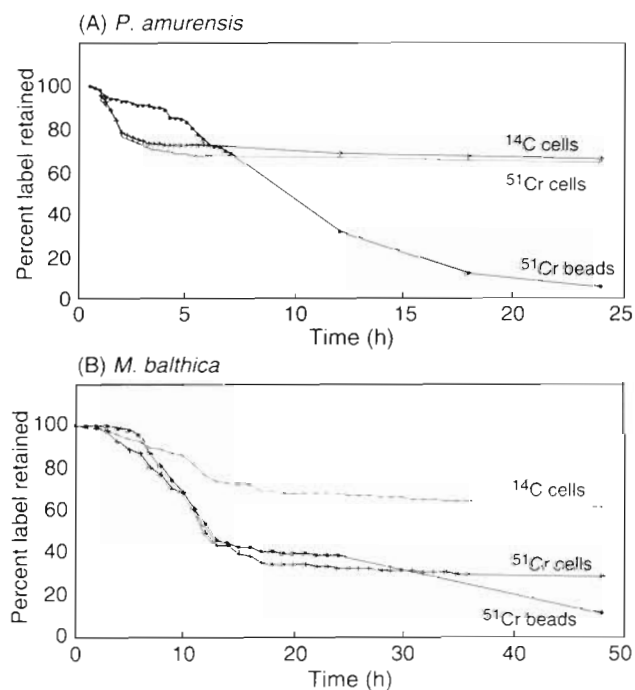 (A) P. amurensis
Percent label retained
100
80
60
40
20
0
¹⁴C cells
⁵¹Cr cells
⁵¹Cr beads
0 5 10 15 20 25
Time (h)
(B) M. balthica
Percent label retained
100
80
60
40
20
0
¹⁴C cells
⁵¹Cr cells
⁵¹Cr beads
0 10 20 30 40 50
Time (h)